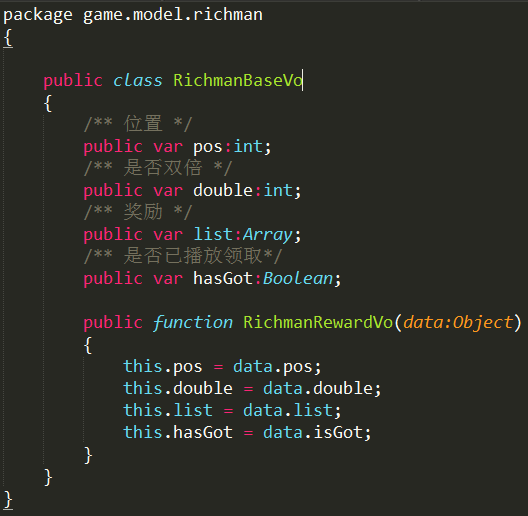 package game.model.richman
{
public class RichmanBaseVo
{
/** 位置 */
public var pos:int;
/** 是否双倍 */
public var double:int;
/** 奖励 */
public var list:Array;
/** 是否已播放领取*/
public var hasGot:Boolean;
public function RichmanRewardVo(data:Object)
{
this.pos = data.pos;
this.double = data.double;
this.list = data.list;
this.hasGot = data.isGot;
}
}
}